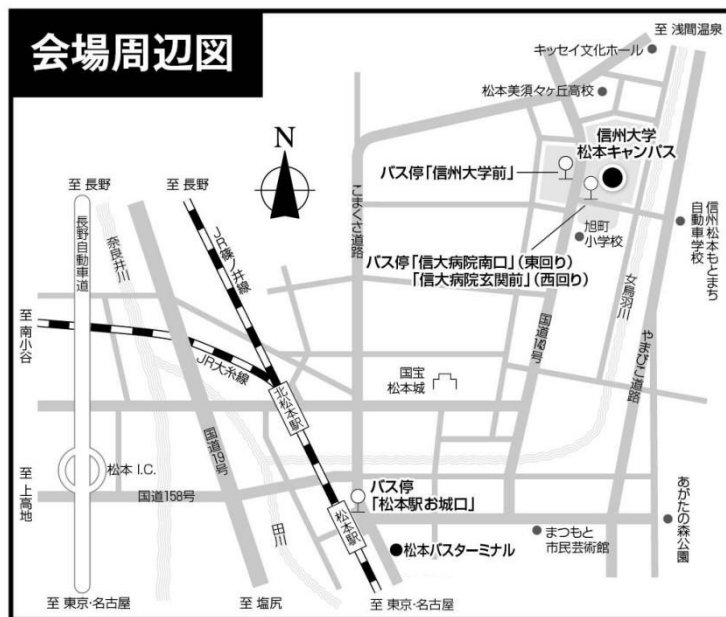 会場周辺図
至 浅間温泉
キッセイ文化ホール
松本美須々ヶ丘高校
信州大学
松本キャンパス
バス停「信州大学前」
N
至 長野
至 長野
長野自動車道
奈良井川
JR篠ノ井線
こまくさ道路
旭町
小学校
信州松本もとまち
自動車学校
バス停「信大病院南口」(東回り)
「信大病院玄関前」(西回り)
女鳥羽川
国道143号
やまびこ道路
至 南小谷
JR大糸線
国宝
松本城
北松本駅
国道19号
松本 I.C.
至 上高地
国道158号
田川
バス停
「松本駅お城口」
松本駅
松本バスターミナル
まつもと
市民芸術館
あがたの森公園
至 東京・名古屋
至 塩尻
至 東京・名古屋